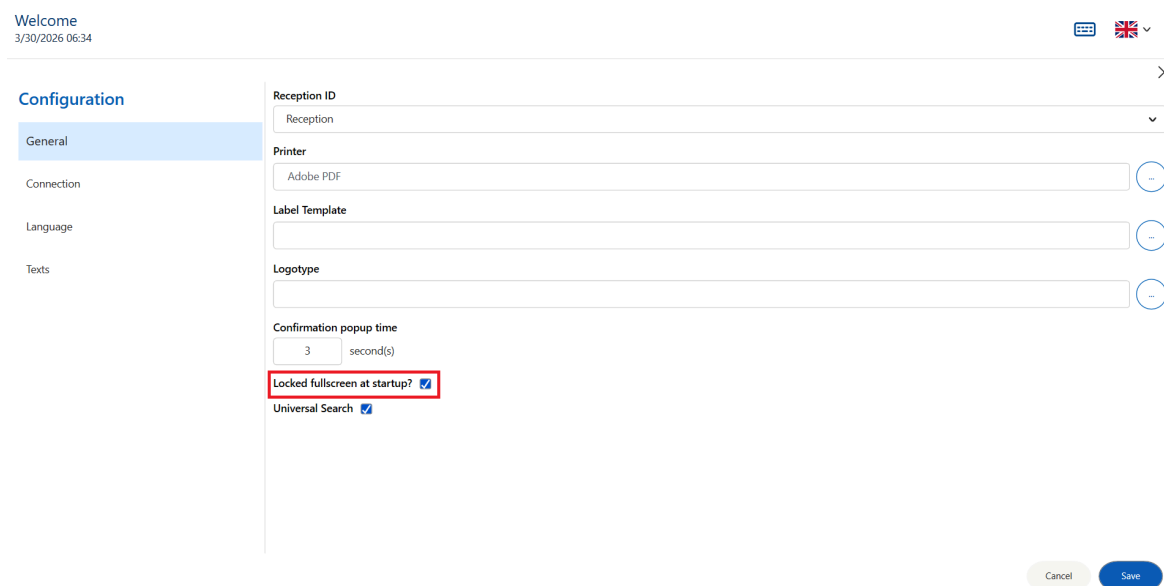 Welcome
3/30/2026 06:34
Configuration
General
Connection
Language
Texts
Reception ID
Reception
Printer
Adobe PDF
...
Label Template
...
Logotype
...
Confirmation popup time
3 second(s)
Locked fullscreen at startup?
Universal Search
Cancel
Save